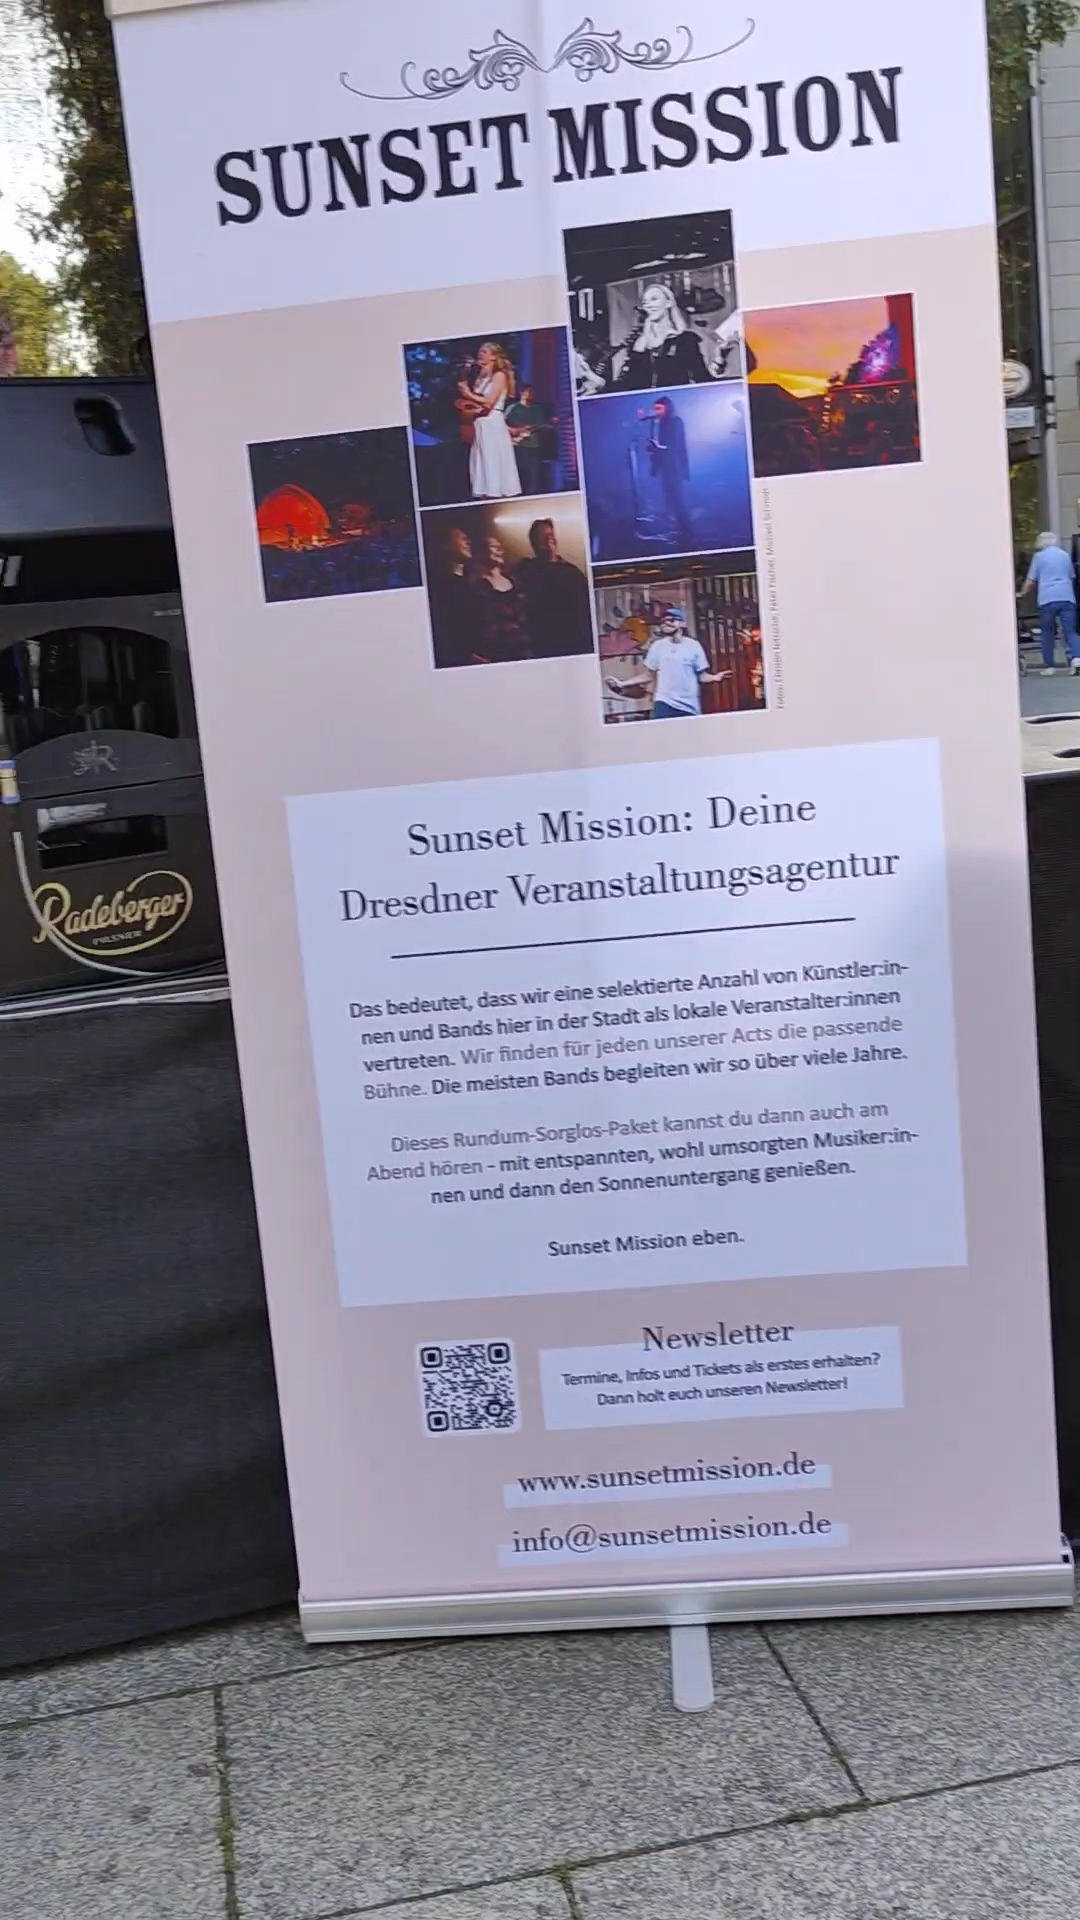 SUNSET MISSION
Sunset Mission: Deine
Dresdner Veranstaltungsagentur
Das bedeutet, dass wir eine selektierte Anzahl von Künstler:in-
nen und Bands hier in der Stadt als lokale Veranstalter:innen
vertreten. Wir finden für jeden unserer Acts die passende
Bühne. Die meisten Bands begleiten wir so über viele Jahre.
Dieses Rundum-Sorglos-Paket kannst du dann auch am
Abend hören - mit entspannten, wohl umsorgten Musiker:in-
nen und dann den Sonnenuntergang genießen.
Sunset Mission eben.
Newsletter
Termine, Infos und Tickets als erstes erhalten?
Dann holt euch unseren Newsletter!
www.sunsetmission.de
info@sunsetmission.de
Radeberger
PILSNER